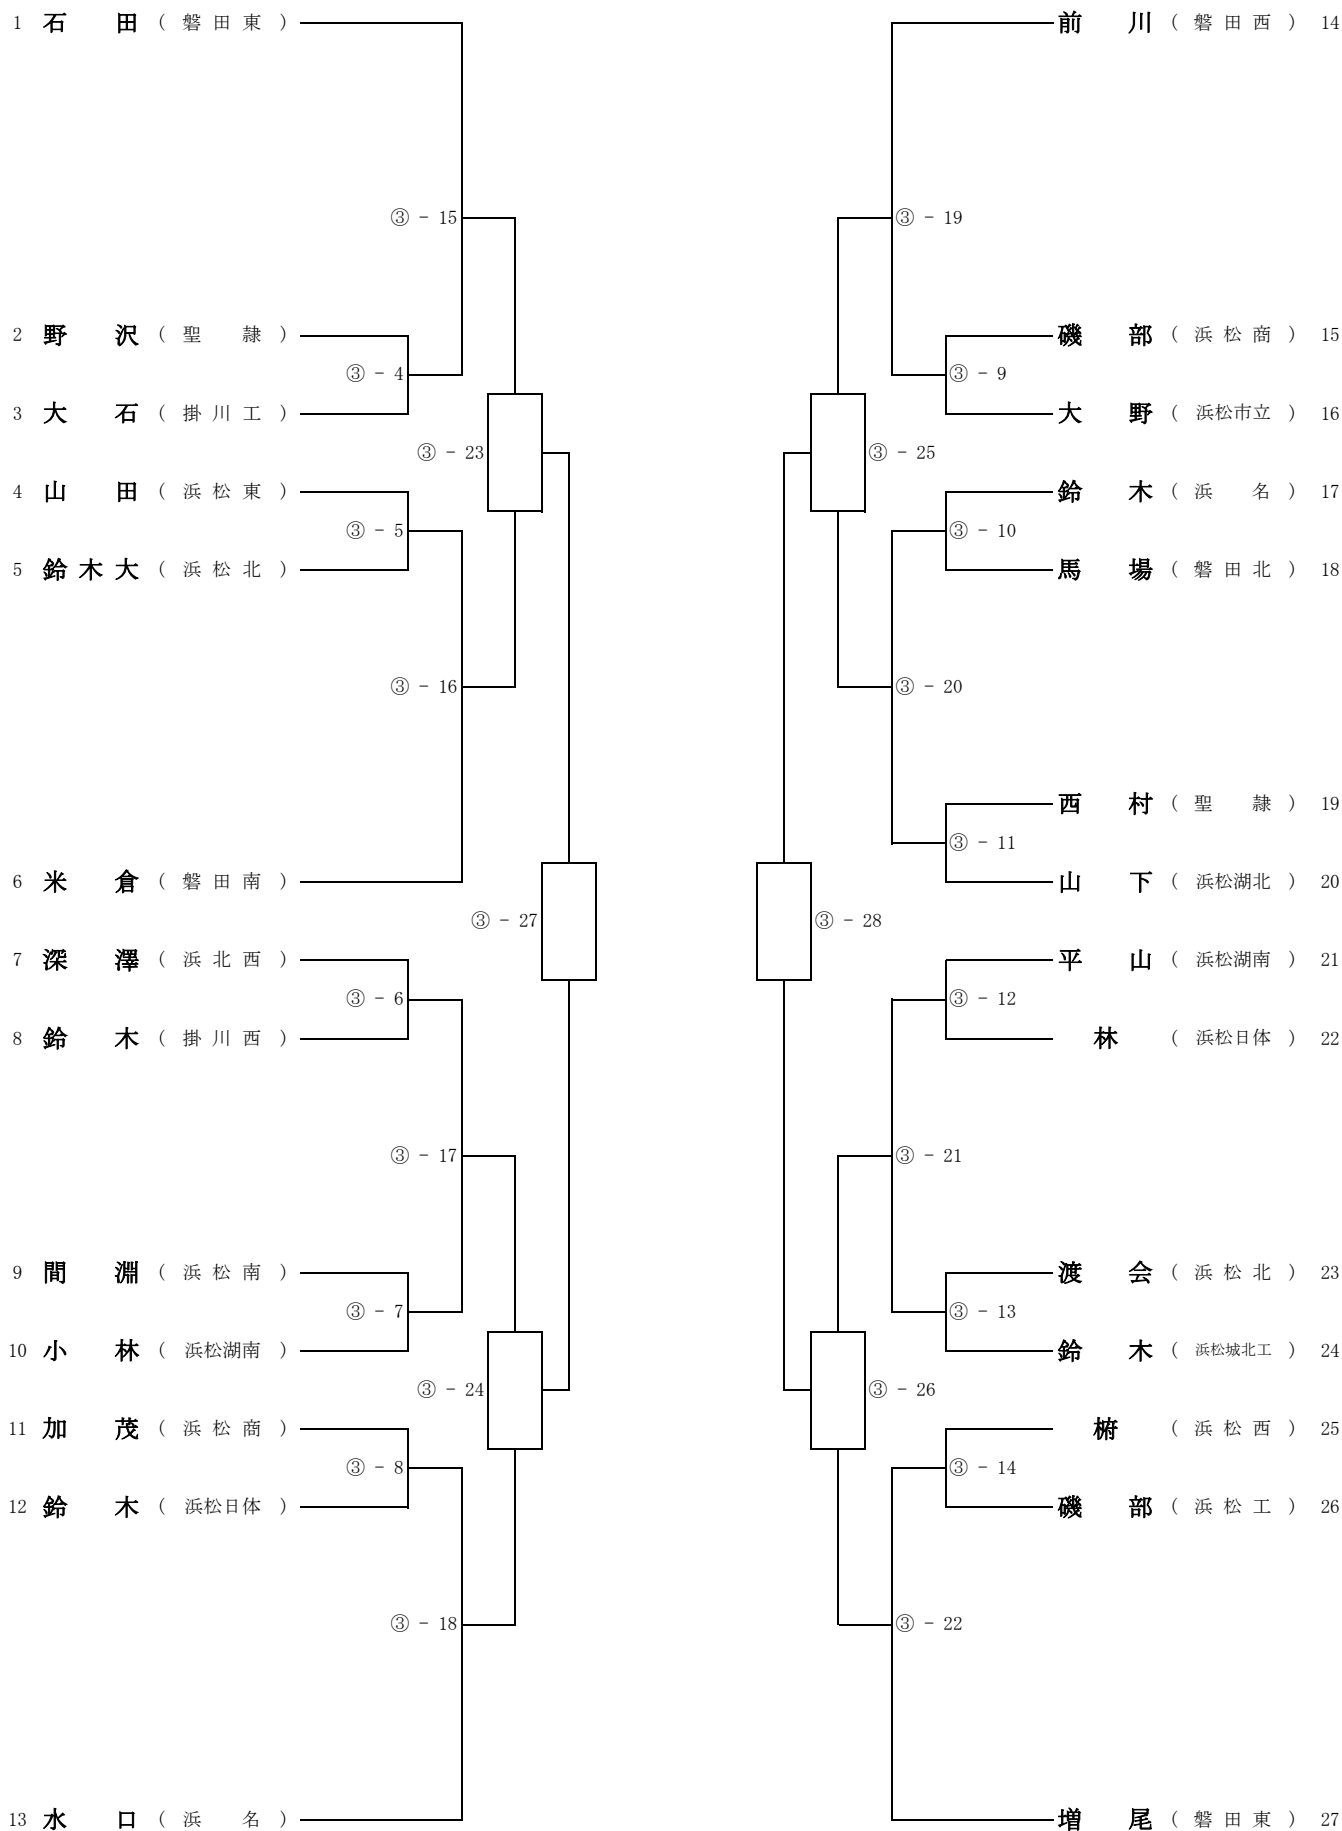 1 石 田 ( 磐 田 東 )
③ - 15
2 野 沢 ( 聖 隷 )
③ - 4
3 大 石 ( 掛 川 工 )
③ - 23
4 山 田 ( 浜 松 東 )
③ - 5
5 鈴 木 大 ( 浜 松 北 )
③ - 16
6 米 倉 ( 磐 田 南 )
③ - 27
7 深 澤 ( 浜 北 西 )
③ - 6
8 鈴 木 ( 掛 川 西 )
③ - 17
9 間 淵 ( 浜 松 南 )
③ - 7
10 小 林 ( 浜松湖南 )
③ - 24
11 加 茂 ( 浜 松 商 )
③ - 8
12 鈴 木 ( 浜松日体 )
③ - 18
13 水 口 ( 浜 名 )
前 川 ( 磐 田 西 ) 14
③ - 19
磯 部 ( 浜 松 商 ) 15
③ - 9
大 野 ( 浜松市立 ) 16
③ - 25
鈴 木 ( 浜 名 ) 17
③ - 10
馬 場 ( 磐 田 北 ) 18
③ - 20
西 村 ( 聖 隷 ) 19
③ - 11
山 下 ( 浜松湖北 ) 20
③ - 28
平 山 ( 浜松湖南 ) 21
③ - 12
林 ( 浜松日体 ) 22
③ - 21
渡 会 ( 浜 松 北 ) 23
③ - 13
鈴 木 ( 浜松城北工 ) 24
③ - 26
椨 ( 浜 松 西 ) 25
③ - 14
磯 部 ( 浜 松 工 ) 26
③ - 22
増 尾 ( 磐 田 東 ) 27